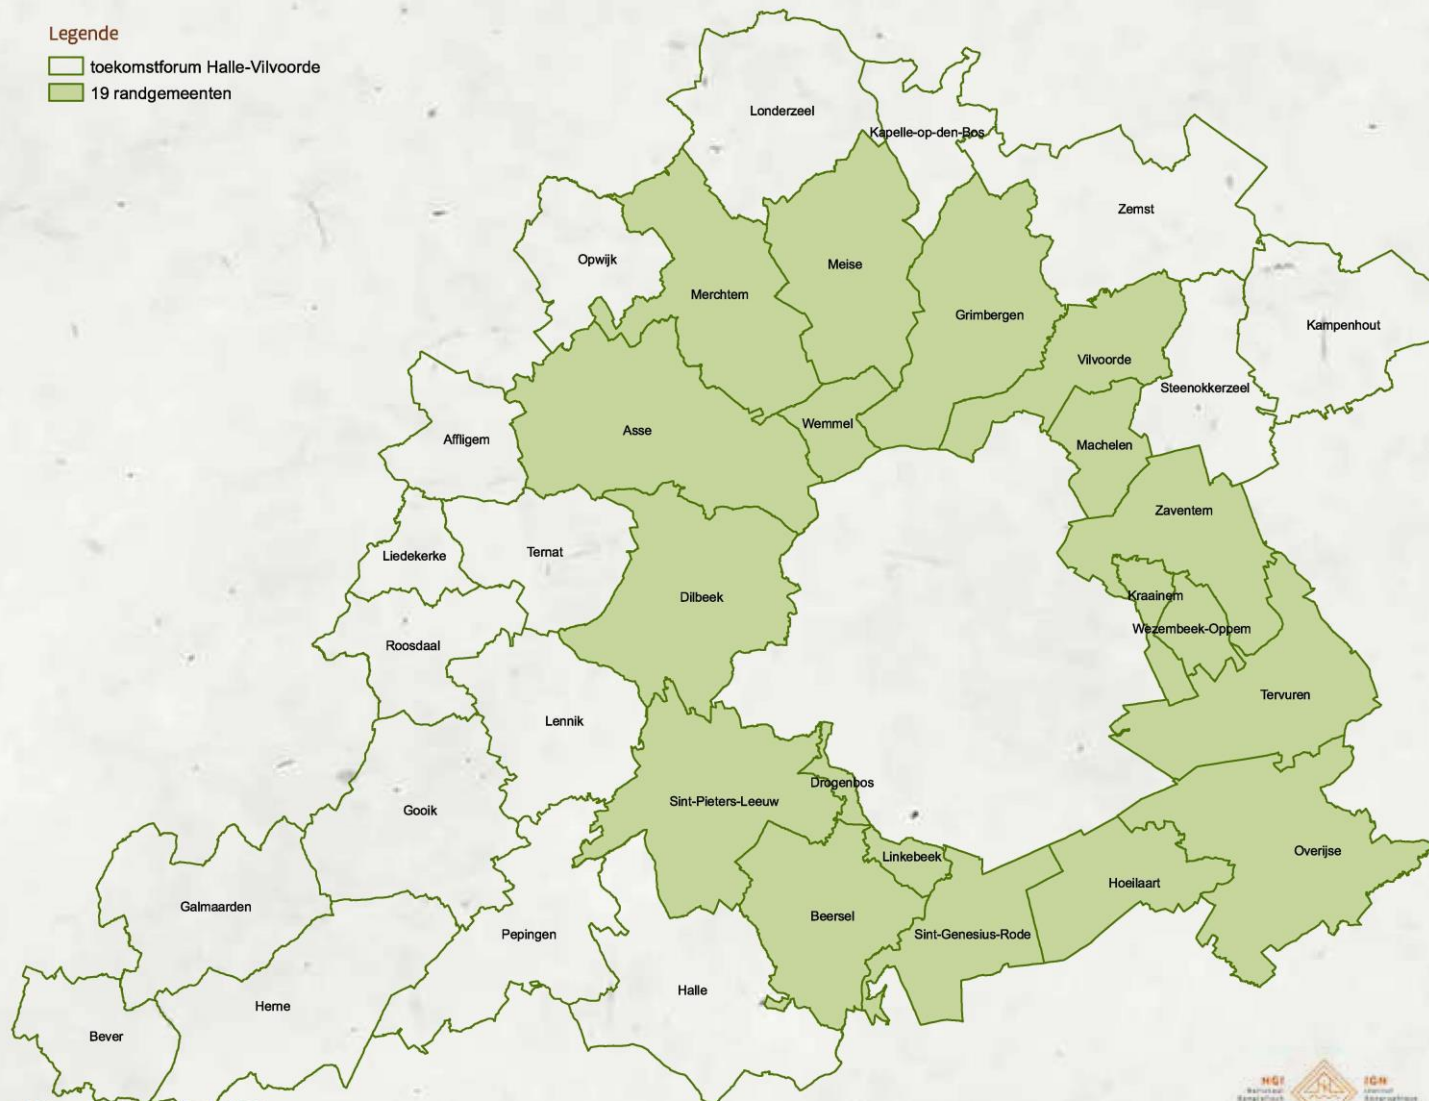 Legende
toekomstforum Halle-Vilvoorde
19 randgemeenten
Londerzeel
Kapelle-op-den-Bos
Zemst
Opwijk
Meise
Merchtem
Grimbergen
Kampenhout
Vilvoorde
Steenokkerzeel
Wemmel
Asse
Affligem
Machelen
Zaventem
Ternat
Liedekerke
Dilbeek
Kraainem
Wezembeek-Oppem
Roosdaal
Tervuren
Lennik
Drogenbos
Sint-Pieters-Leeuw
Gooik
Overijse
Linkebeek
Hoeilaart
Galmaarden
Beersel
Pepingen
Sint-Genesius-Rode
Halle
Herne
Bever
NGI IGN